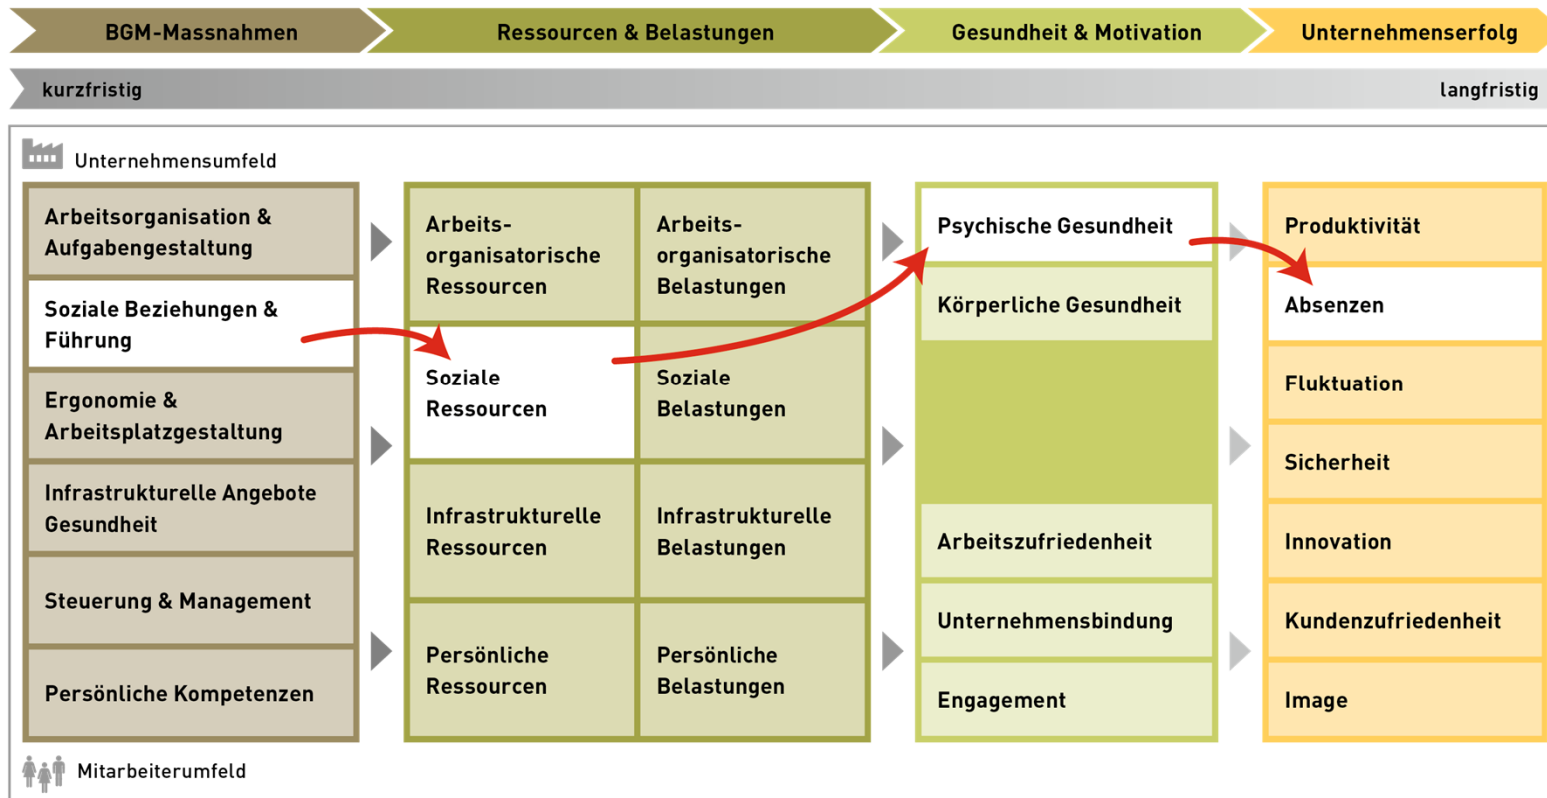 BGM-Massnahmen
Ressourcen & Belastungen
Gesundheit & Motivation
Unternehmenserfolg
kurzfristig
langfristig
Unternehmensumfeld
Arbeitsorganisation &
Aufgabengestaltung
Soziale Beziehungen &
Führung
Ergonomie &
Arbeitsplatzgestaltung
Infrastrukturelle Angebote
Gesundheit
Steuerung & Management
Persönliche Kompetenzen
Arbeits-
organisatorische
Ressourcen
Soziale
Ressourcen
Infrastrukturelle
Ressourcen
Persönliche
Ressourcen
Arbeits-
organisatorische
Belastungen
Soziale
Belastungen
Infrastrukturelle
Belastungen
Persönliche
Belastungen
Psychische Gesundheit
Körperliche Gesundheit
Arbeitszufriedenheit
Unternehmensbindung
Engagement
Produktivität
Absenzen
Fluktuation
Sicherheit
Innovation
Kundenzufriedenheit
Image
Mitarbeiterumfeld